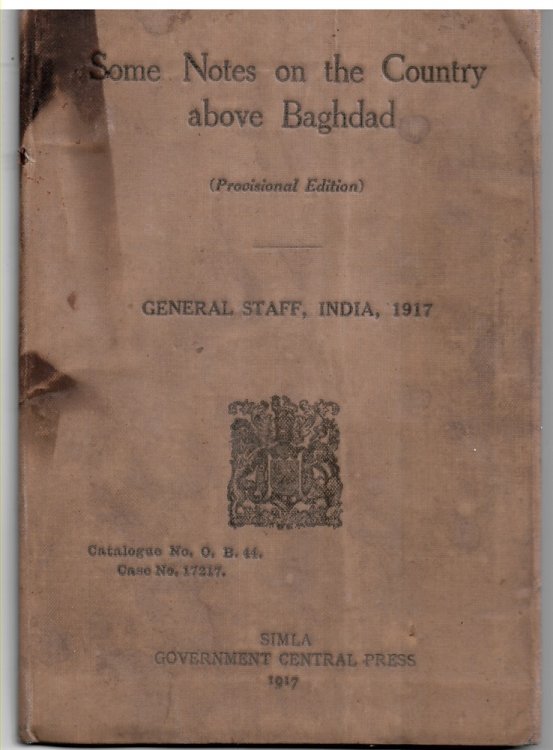 Some Notes on the Country
above Baghdad
(Provisional Edition)
GENERAL STAFF, INDIA, 1917
Catalogue No. O. B. 44.
Case No. 17217.
SIMLA
GOVERNMENT CENTRAL PRESS
1917